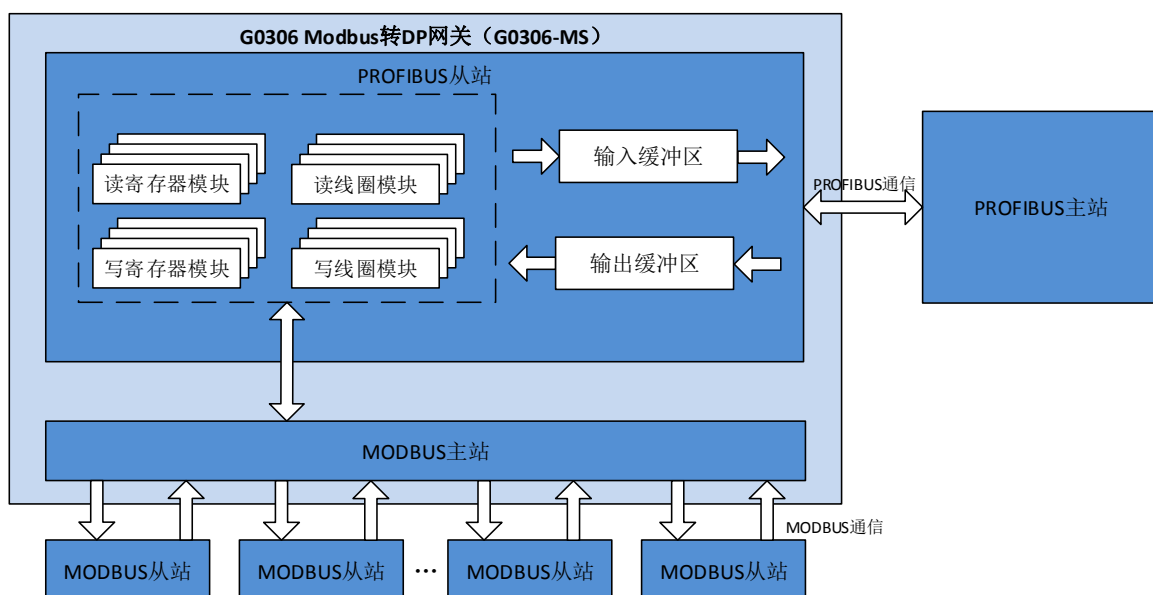 G0306 Modbus转DP网关（G0306-MS）
PROFIBUS从站
读寄存器模块
读线圈模块
输入缓冲区
写寄存器模块
写线圈模块
输出缓冲区
PROFIBUS通信
PROFIBUS主站
MODBUS主站
MODBUS通信
MODBUS从站
MODBUS从站
...
MODBUS从站
MODBUS从站